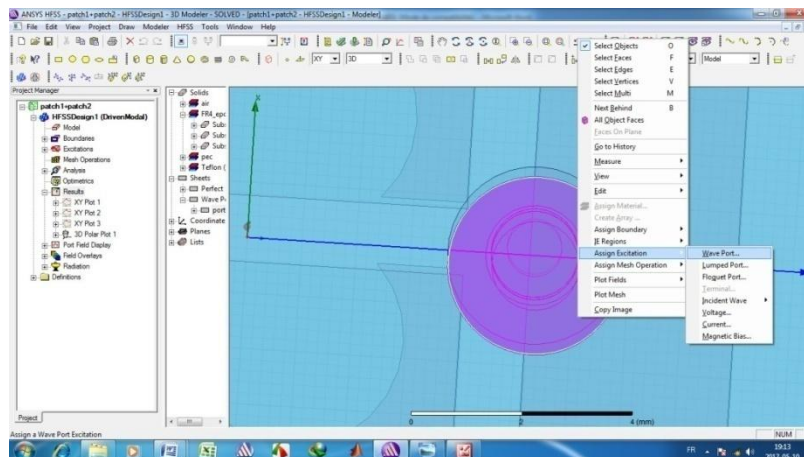 ANSYS HFSS - patch1+patch2 - HFSSDesign1 - 3D Modeler - SOLVED - [patch1+patch2 - HFSSDesign1 - Modeler]
File Edit View Project Draw Modeler HFSS Tools Window Help
XY
3D
Model
Project Manager
patch1+patch2
HFSSDesign1 (DrivenModal)
Model
Boundaries
Excitations
Mesh Operations
Analysis
Optimetrics
Results
XY Plot 1
XY Plot 2
XY Plot 3
3D Polar Plot 1
Port Field Display
Field Overlays
Radiation
Definitions
Project
Solids
air
FR4_epo
Sub
Sub
Sub
pec
Teflon (
Sheets
Perfect
Wave P
port
Coordinate
Planes
Lists
Select Objects O
Select Faces F
Select Edges E
Select Vertices V
Select Multi M
Next Behind B
All Object Faces
Faces On Plane
Go to History
Measure
View
Edit
Assign Material...
Create Array ...
Assign Boundary
IE Regions
Assign Excitation
Assign Mesh Operation
Plot Fields
Plot Mesh
Copy Image
Wave Port...
Lumped Port...
Floquet Port...
Terminal...
Incident Wave
Voltage...
Current...
Magnetic Bias...
0 2 4 (mm)
Assign a Wave Port Excitation
NUM
FR
19:13